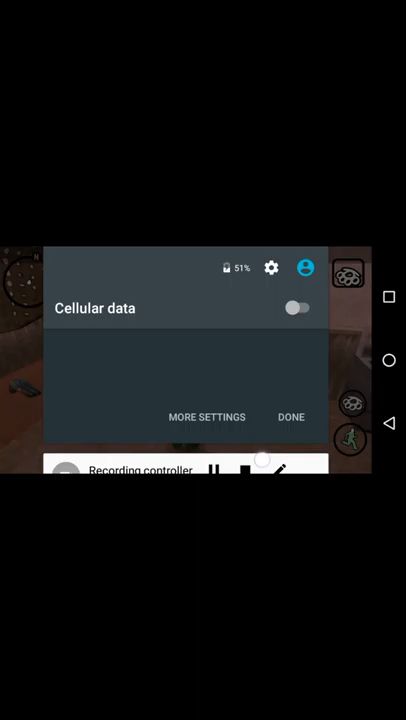 N
51%
Cellular data
MORE SETTINGS
DONE
Recording controller